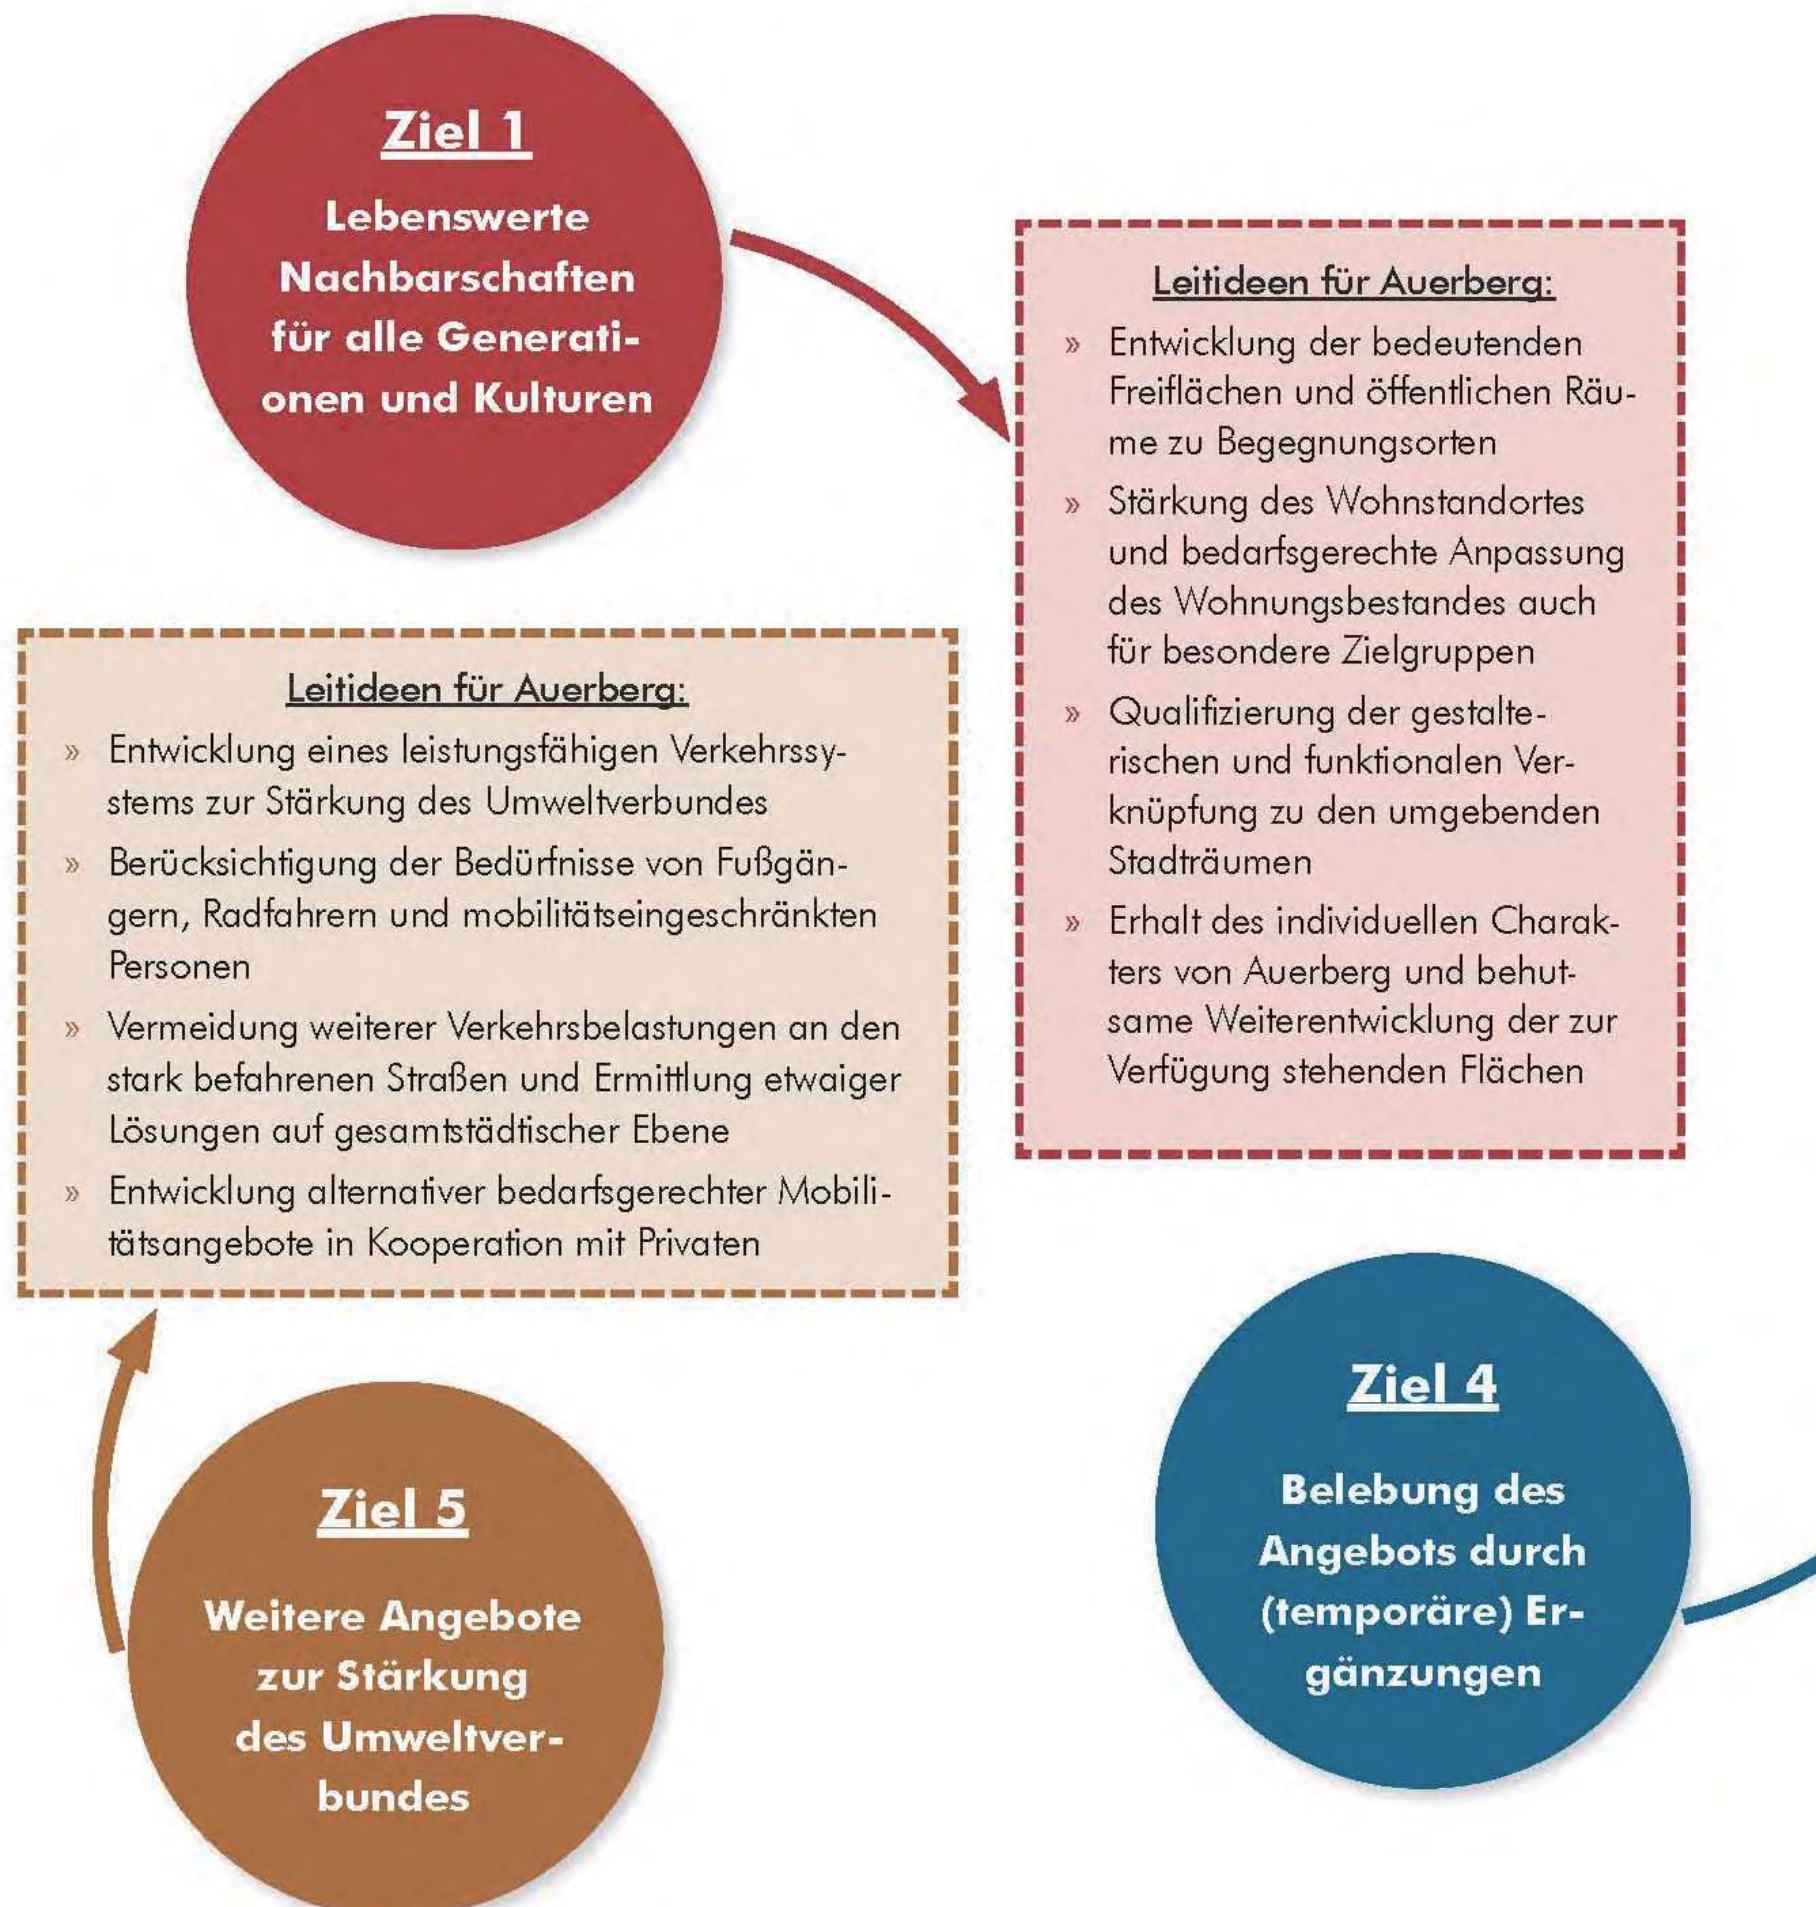 Ziel 1
Lebenswerte
Nachbarschaften
für alle Generati-
onen und Kulturen
Leitideen für Auerberg:
» Entwicklung der bedeutenden
Freiflächen und öffentlichen Räu-
me zu Begegnungsorten
» Stärkung des Wohnstandortes
und bedarfsgerechte Anpassung
des Wohnungsbestandes auch
für besondere Zielgruppen
» Qualifizierung der gestalte-
rischen und funktionalen Ver-
knüpfung zu den umgebenden
Stadträumen
» Erhalt des individuellen Charak-
ters von Auerberg und behut-
same Weiterentwicklung der zur
Verfügung stehenden Flächen
Leitideen für Auerberg:
» Entwicklung eines leistungsfähigen Verkehrssy-
stems zur Stärkung des Umweltverbundes
» Berücksichtigung der Bedürfnisse von Fußgän-
gern, Radfahrern und mobilitätseingeschränkten
Personen
» Vermeidung weiterer Verkehrsbelastungen an den
stark befahrenen Straßen und Ermittlung etwaiger
Lösungen auf gesamtstädtischer Ebene
» Entwicklung alternativer bedarfsgerechter Mobili-
tätsangebote in Kooperation mit Privaten
Ziel 5
Weitere Angebote
zur Stärkung
des Umweltver-
bundes
Ziel 4
Belebung des
Angebots durch
(temporäre) Er-
gänzungen